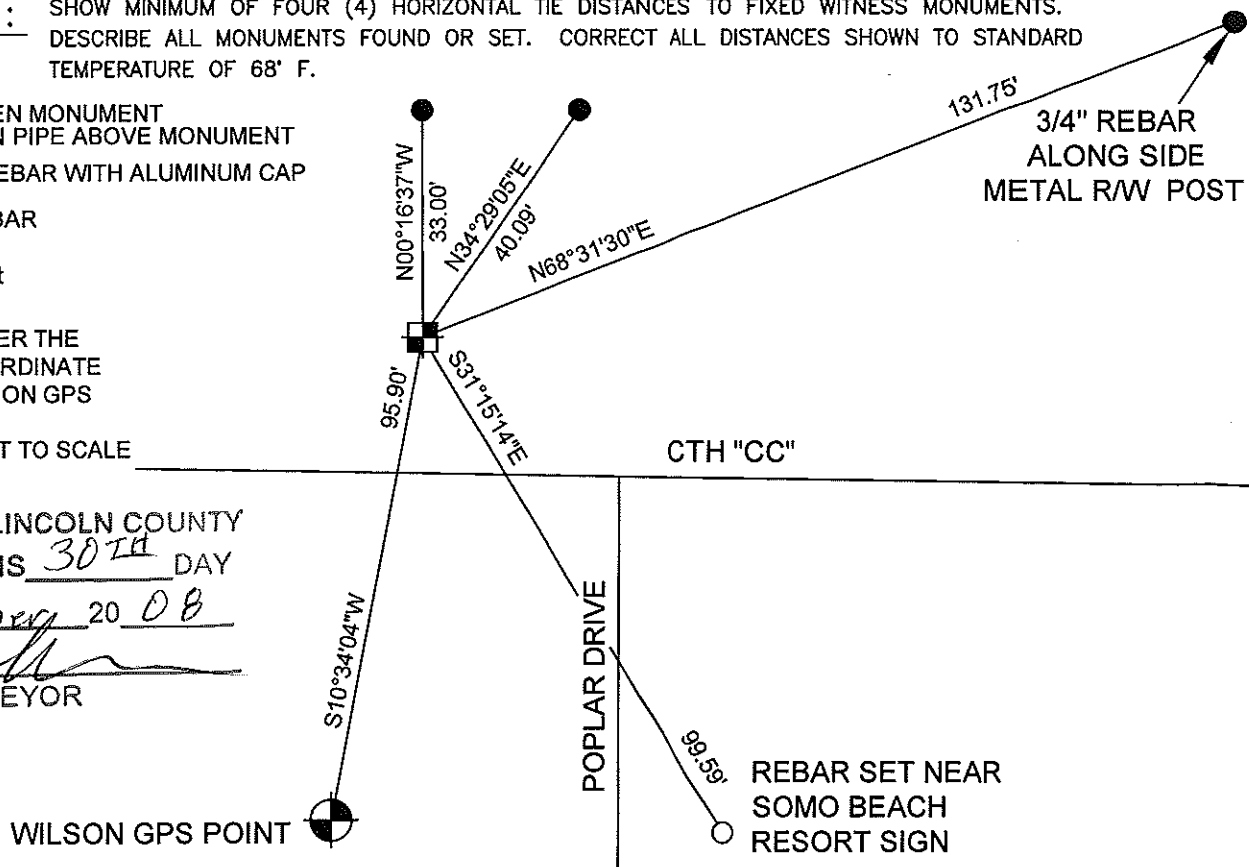 : SHOW MINIMUM OF FOUR (4) HORIZONTAL TIE DISTANCES TO FIXED WITNESS MONUMENTS.
DESCRIBE ALL MONUMENTS FOUND OR SET. CORRECT ALL DISTANCES SHOWN TO STANDARD
TEMPERATURE OF 68' F.
EN MONUMENT
N PIPE ABOVE MONUMENT
EBAR WITH ALUMINUM CAP
BAR
t
ER THE
RDINATE
ON GPS
T TO SCALE
LINCOLN COUNTY
IS 30TH DAY
20 08
EYOR
N00°16'37"W
33.00'
N34°29'05"E
40.09'
N68°31'30"E
131.75'
3/4" REBAR
ALONG SIDE
METAL R/W POST
95.90'
S10°34'04"W
S31°15'14"E
99.59'
CTH "CC"
POPLAR DRIVE
WILSON GPS POINT
REBAR SET NEAR
SOMO BEACH
RESORT SIGN